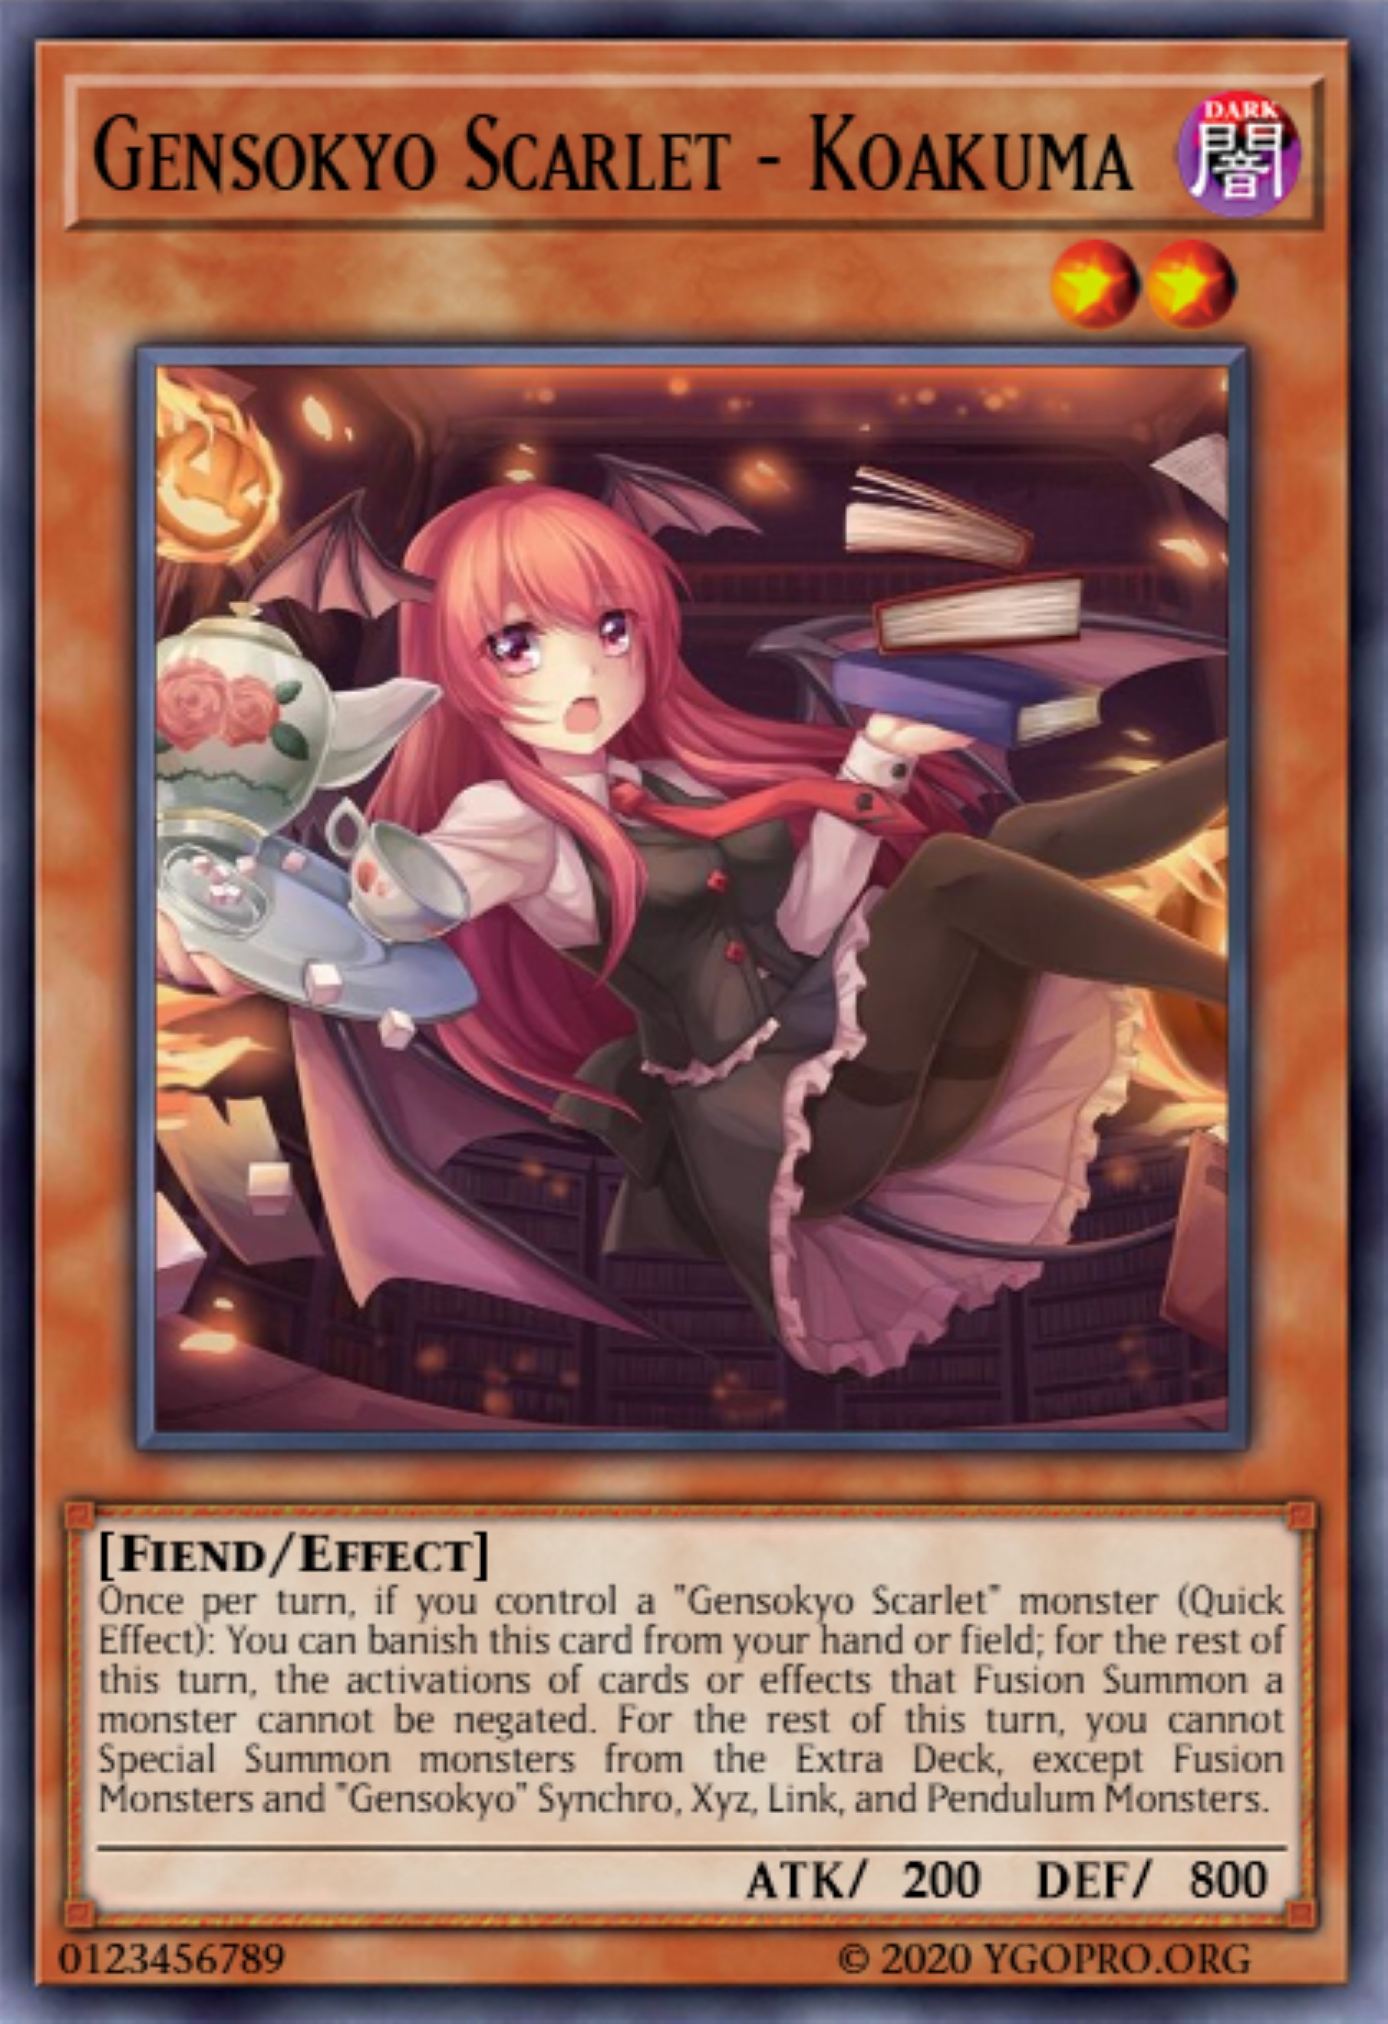 Gensokyo Scarlet - Koakuma
DARK
闇
[Fiend/Effect]
Once per turn, if you control a "Gensokyo Scarlet" monster (Quick
Effect): You can banish this card from your hand or field; for the rest of
this turn, the activations of cards or effects that Fusion Summon a
monster cannot be negated. For the rest of this turn, you cannot
Special Summon monsters from the Extra Deck, except Fusion
Monsters and "Gensokyo" Synchro, Xyz, Link, and Pendulum Monsters.
ATK/ 200 DEF/ 800
0123456789 © 2020 YGOPRO.ORG